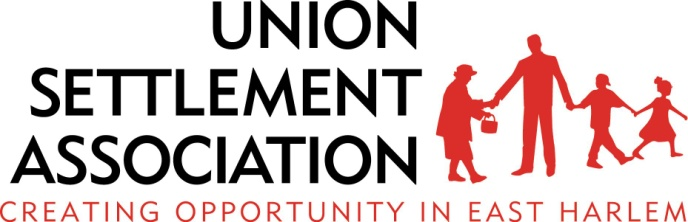 UNION
SETTLEMENT
ASSOCIATION
CREATING OPPORTUNITY IN EAST HARLEM